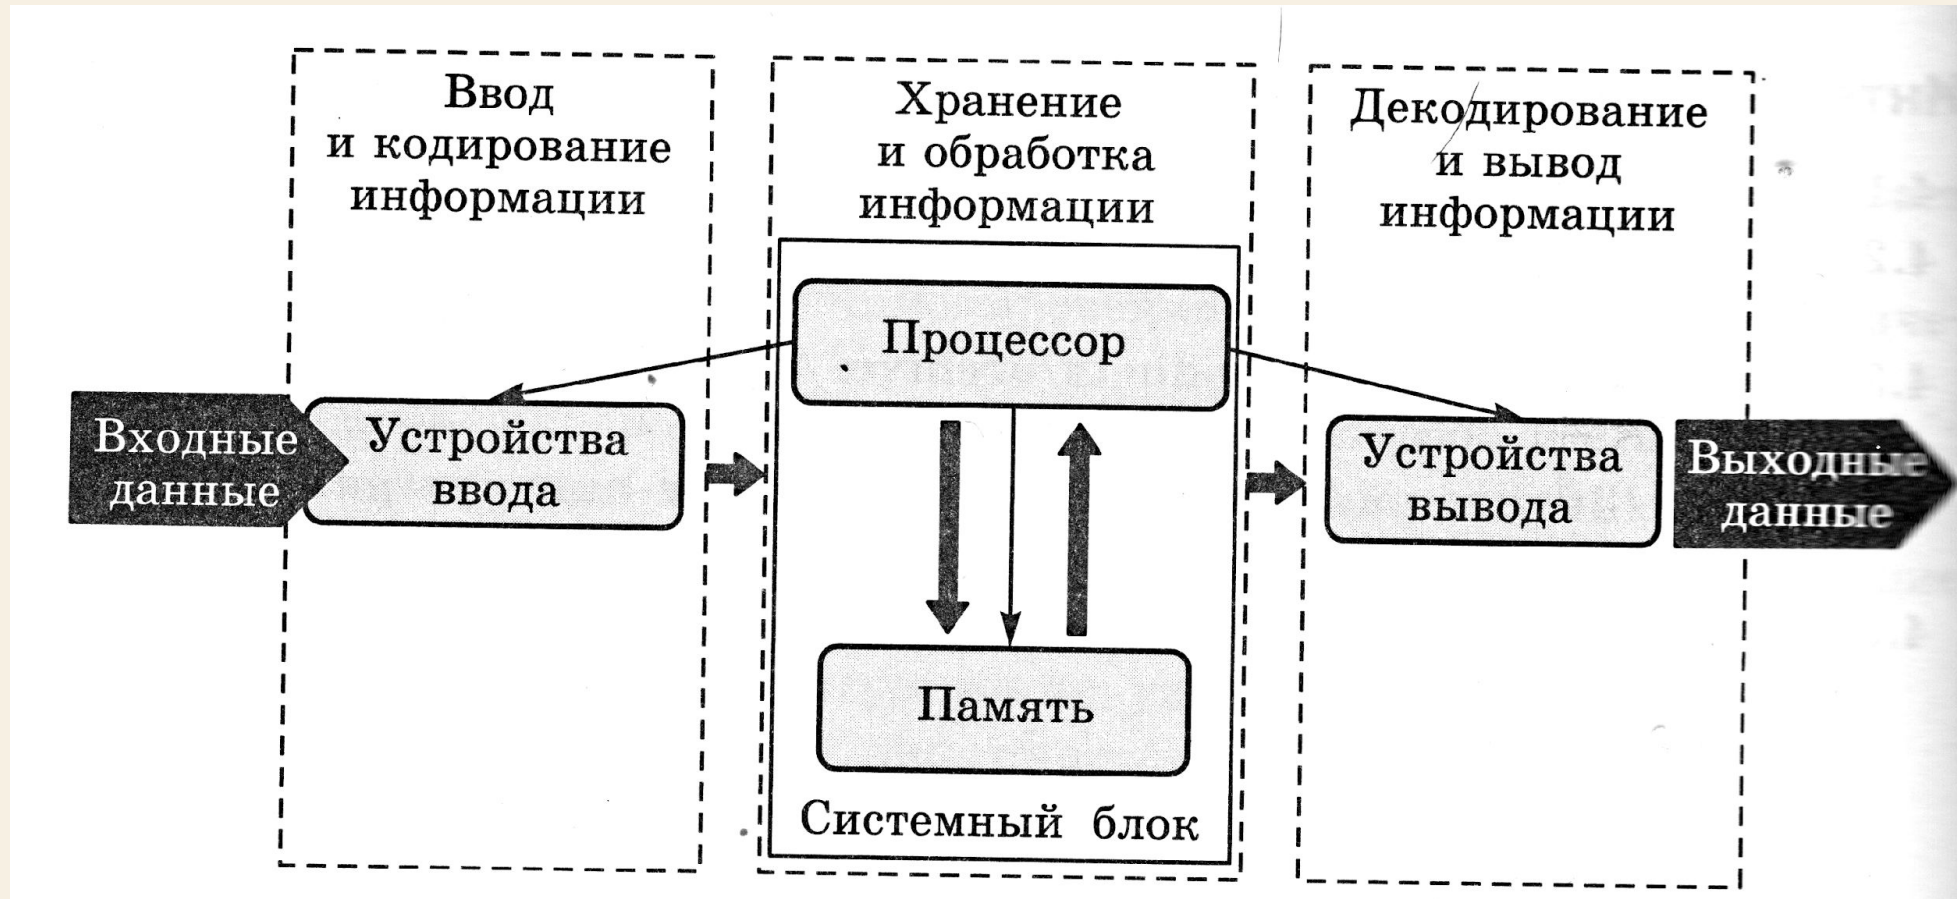 Ввод
и кодирование
информации
Хранение
и обработка
информации
Декодирование
и вывод
информации
Процессор
Входные
данные
Устройства
ввода
Устройства
вывода
Выходные
данные
Память
Системный блок